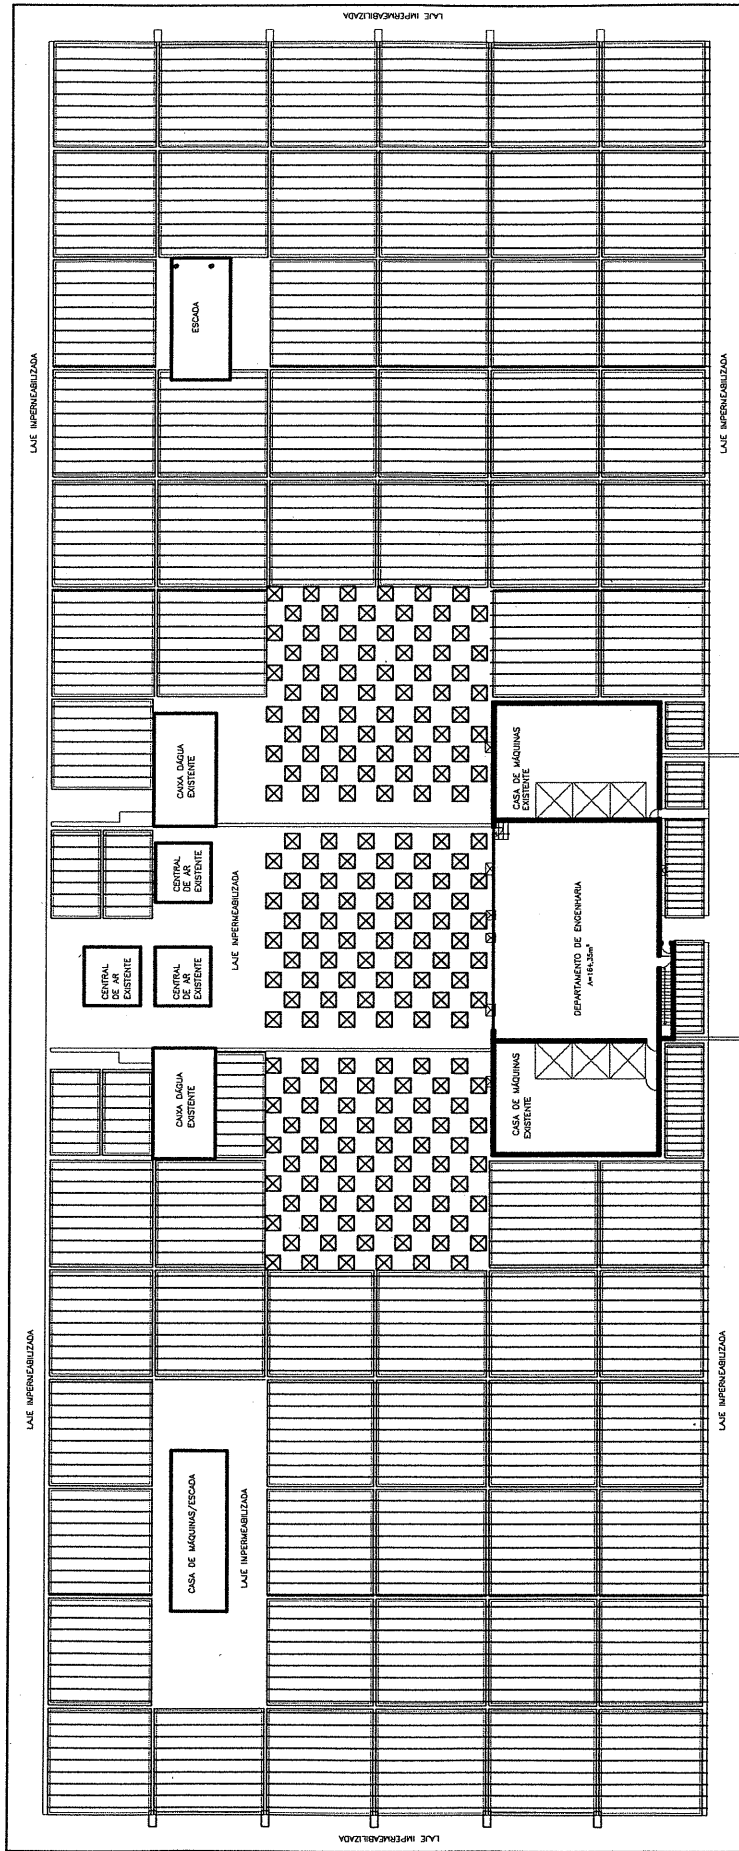 LAJE IMPERMEABILIZADA
ESCADA
LAJE IMPERMEABILIZADA
LAJE IMPERMEABILIZADA
CAIXA DÁGUA
EXISTENTE
CASA DE MÁQUINAS
EXISTENTE
CENTRAL
DE AR
EXISTENTE
LAJE IMPERMEABILIZADA
CENTRAL
DE AR
EXISTENTE
CENTRAL
DE AR
EXISTENTE
DEPARTAMENTO DE ENGENHARIA
A=164,35m²
CAIXA DÁGUA
EXISTENTE
CASA DE MÁQUINAS
EXISTENTE
LAJE IMPERMEABILIZADA
LAJE IMPERMEABILIZADA
CASA DE MÁQUINAS/ESCADA
LAJE IMPERMEABILIZADA
LAJE IMPERMEABILIZADA